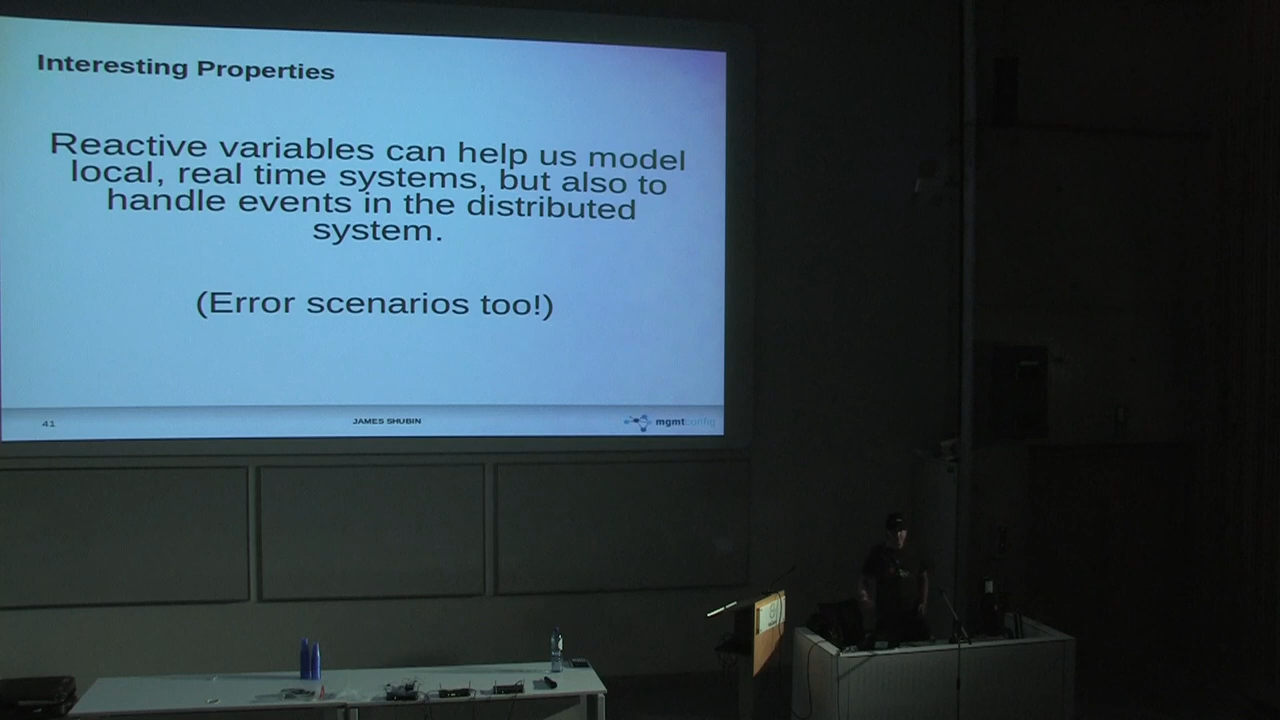 Interesting Properties
Reactive variables can help us model
local, real time systems, but also to
handle events in the distributed
system.
(Error scenarios too!)
41
JAMES SHUBIN
mgmtconfig